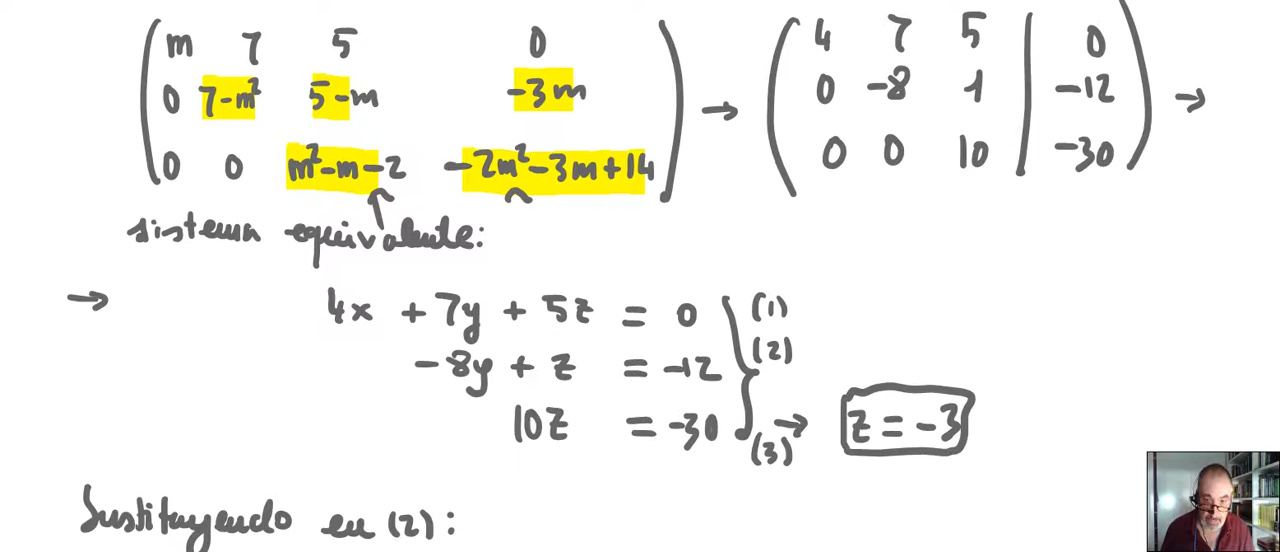 m 7 5 0
0 7-m² 5-m -3m
0 0 m²-m-2 -2m²-3m+14
→
4 7 5 | 0
0 -8 1 | -12
0 0 10 | -30
→
sistema equivalente:
→ 4x + 7y + 5z = 0 (1)
-8y + z = -12 (2)
10z = -30 (3) → z = -3
Sustituyendo en (2):